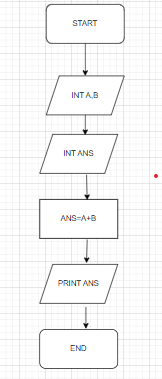 START
INT A,B
INT ANS
ANS=A+B
PRINT ANS
END